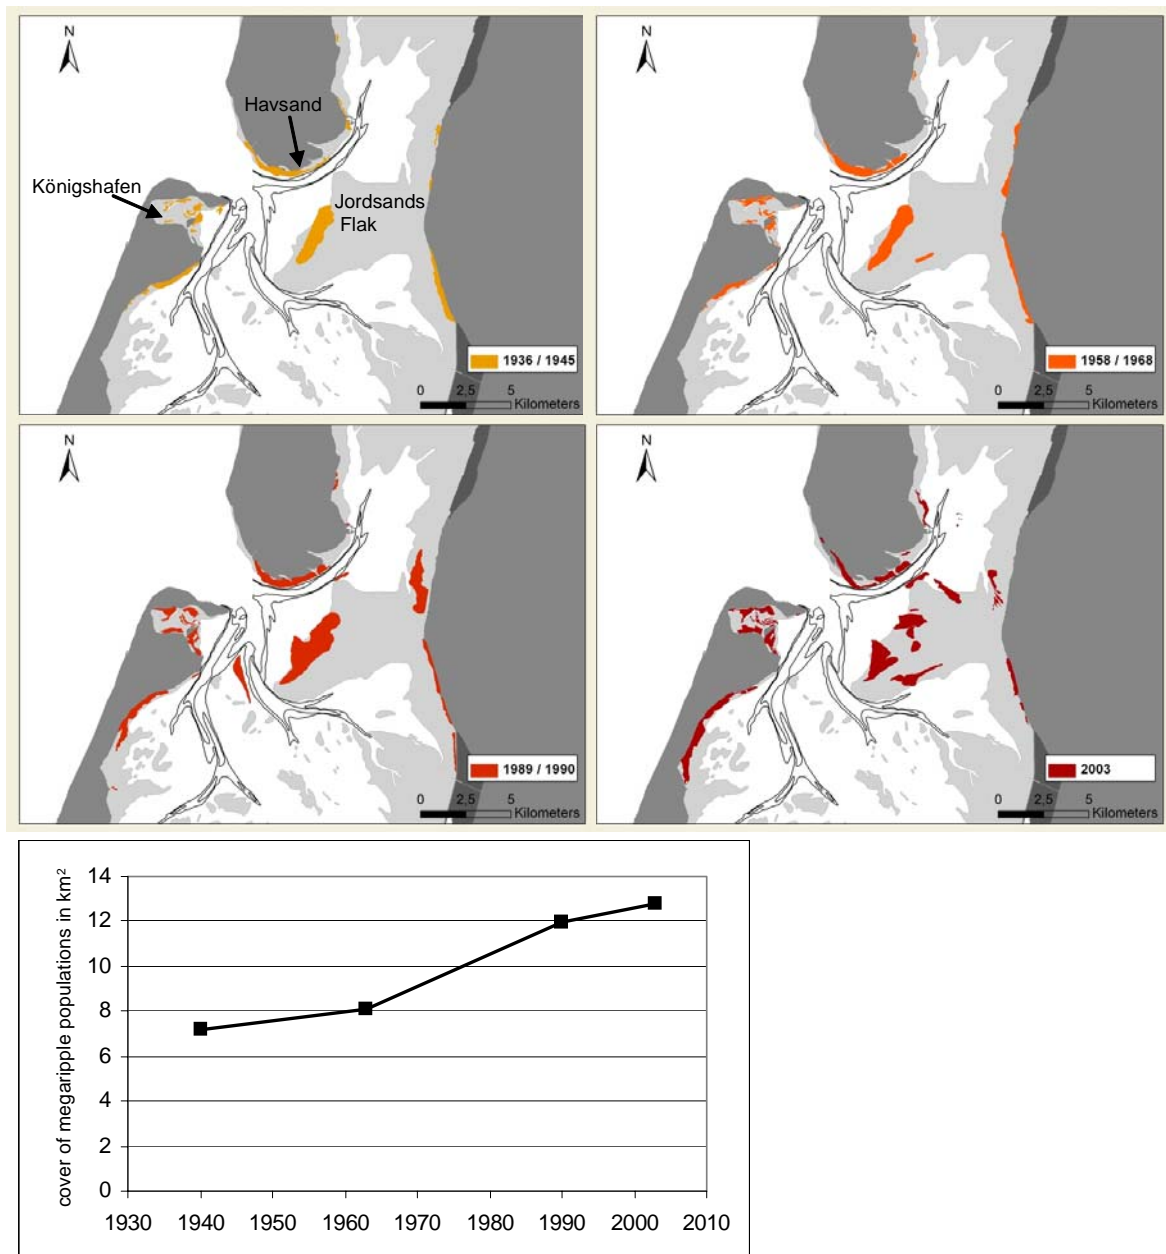 N
Havsand
Königshafen
Jordsands
Flak
1936 / 1945
0 2,5 5
Kilometers
N
1958 / 1968
0 2,5 5
Kilometers
N
1989 / 1990
0 2,5 5
Kilometers
N
2003
0 2,5 5
Kilometers
cover of megaripple populations in km²
14
12
10
8
6
4
2
0
1930 1940 1950 1960 1970 1980 1990 2000 2010